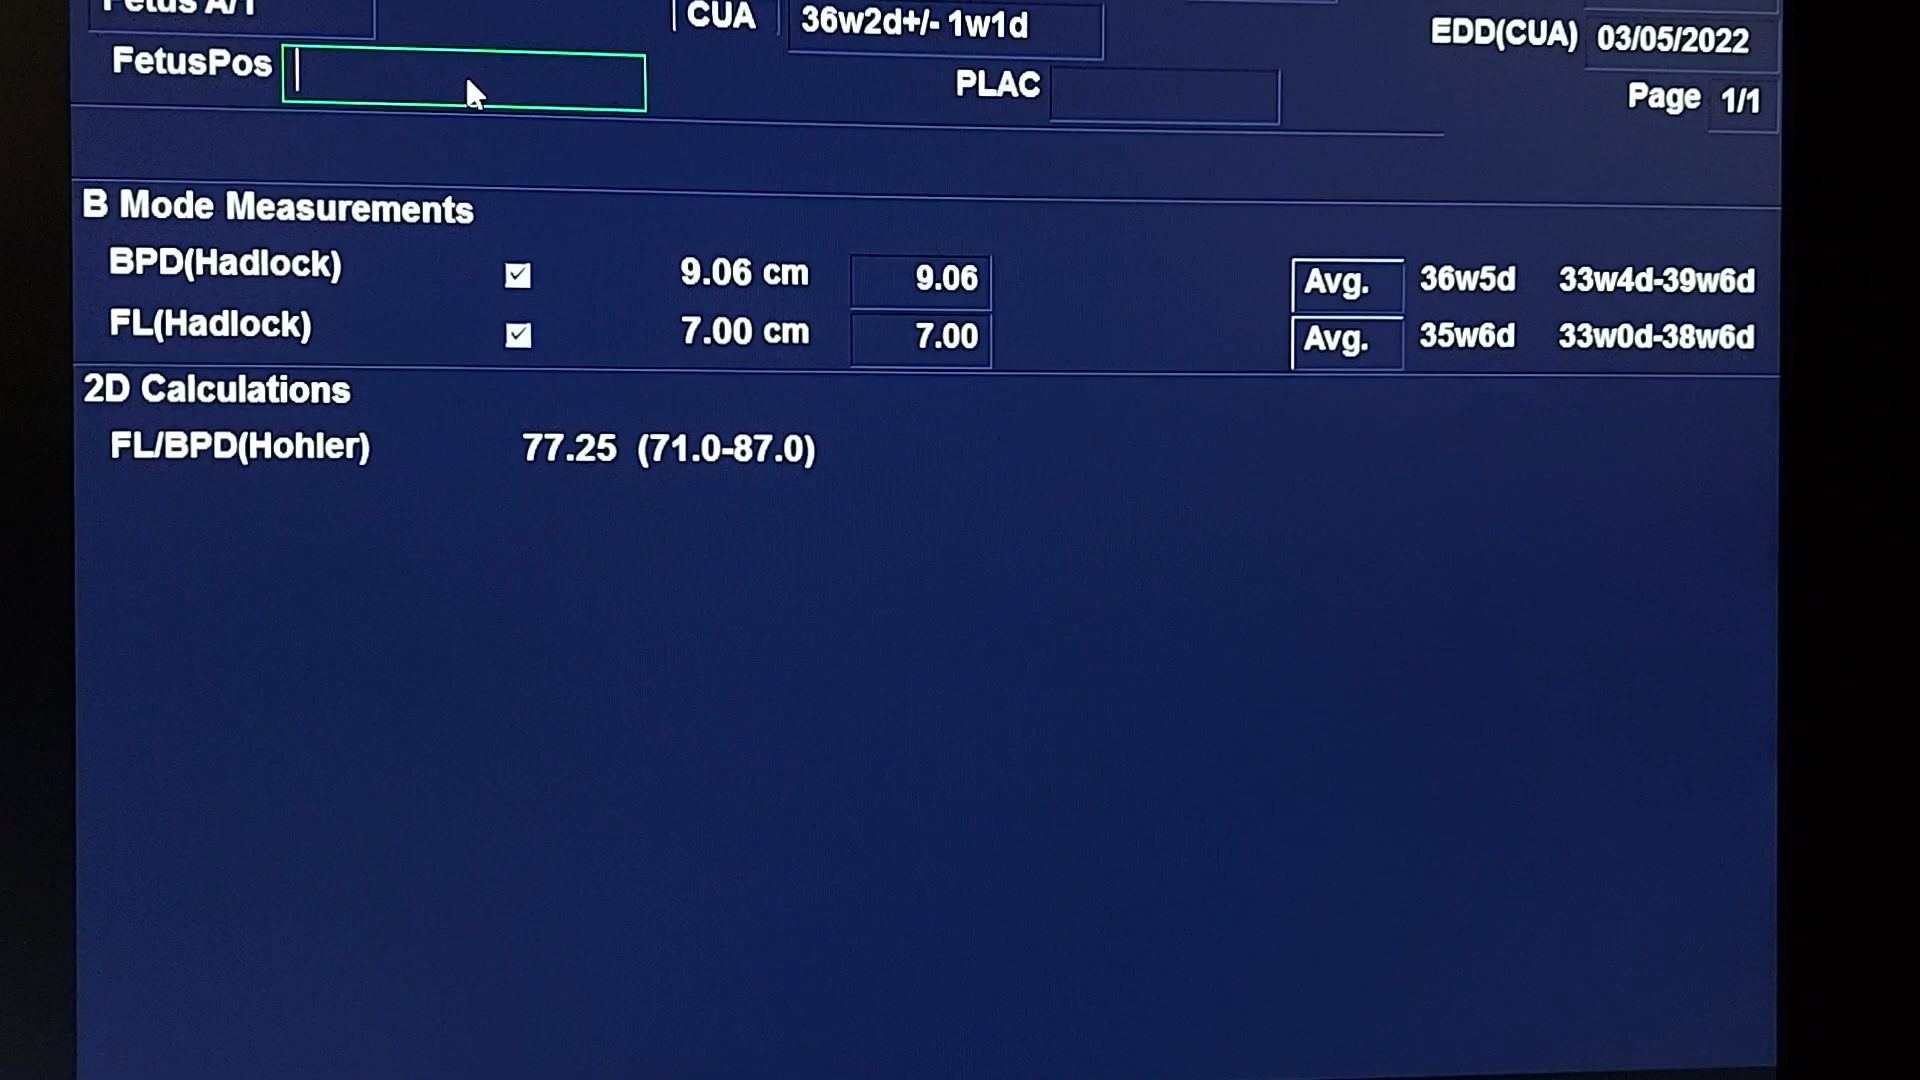 Fetus A/1
CUA 36w2d+/- 1w1d
EDD(CUA) 03/05/2022
FetusPos
PLAC
Page 1/1
B Mode Measurements
BPD(Hadlock) 9.06 cm 9.06 Avg. 36w5d 33w4d-39w6d
FL(Hadlock) 7.00 cm 7.00 Avg. 35w6d 33w0d-38w6d
2D Calculations
FL/BPD(Hohler) 77.25 (71.0-87.0)